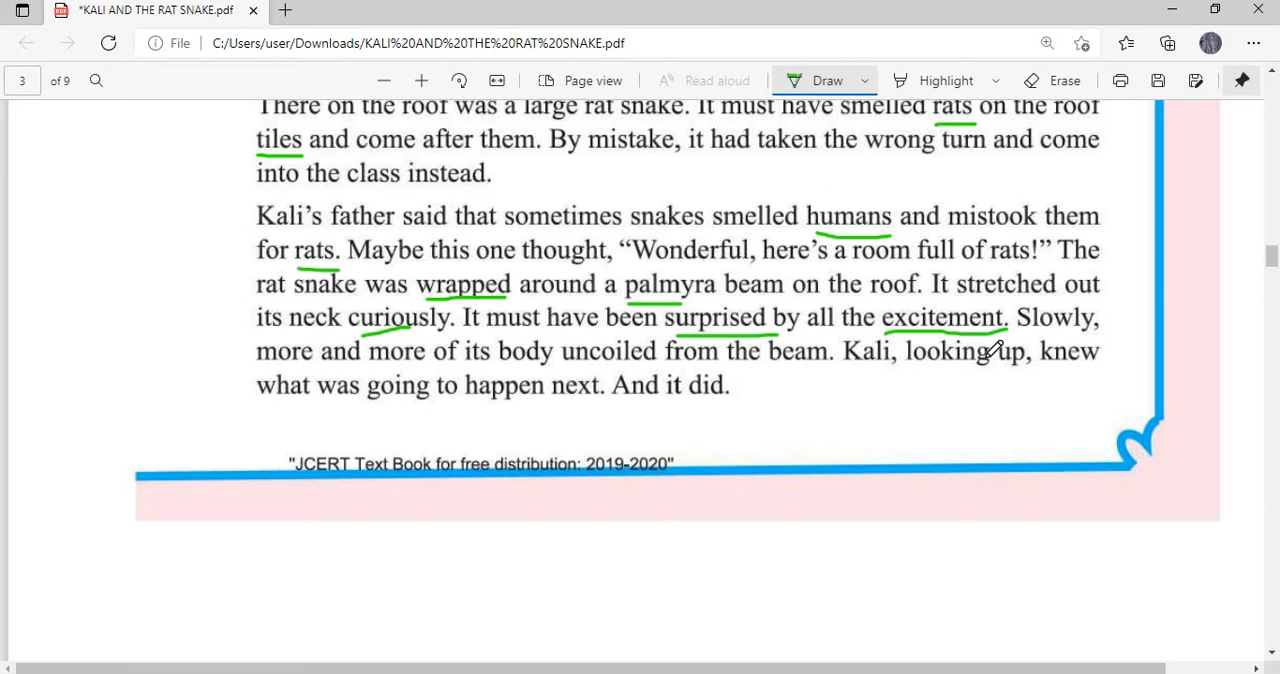 *KALI AND THE RAT SNAKE.pdf
File C:/Users/user/Downloads/KALI%20AND%20THE%20RAT%20SNAKE.pdf
3 of 9 Page view Read aloud Draw Highlight Erase
There on the roof was a large rat snake. It must have smelled rats on the roof
tiles and come after them. By mistake, it had taken the wrong turn and come
into the class instead.
Kali’s father said that sometimes snakes smelled humans and mistook them
for rats. Maybe this one thought, “Wonderful, here’s a room full of rats!” The
rat snake was wrapped around a palmyra beam on the roof. It stretched out
its neck curiously. It must have been surprised by all the excitement. Slowly,
more and more of its body uncoiled from the beam. Kali, looking up, knew
what was going to happen next. And it did.
"JCERT Text Book for free distribution: 2019-2020"